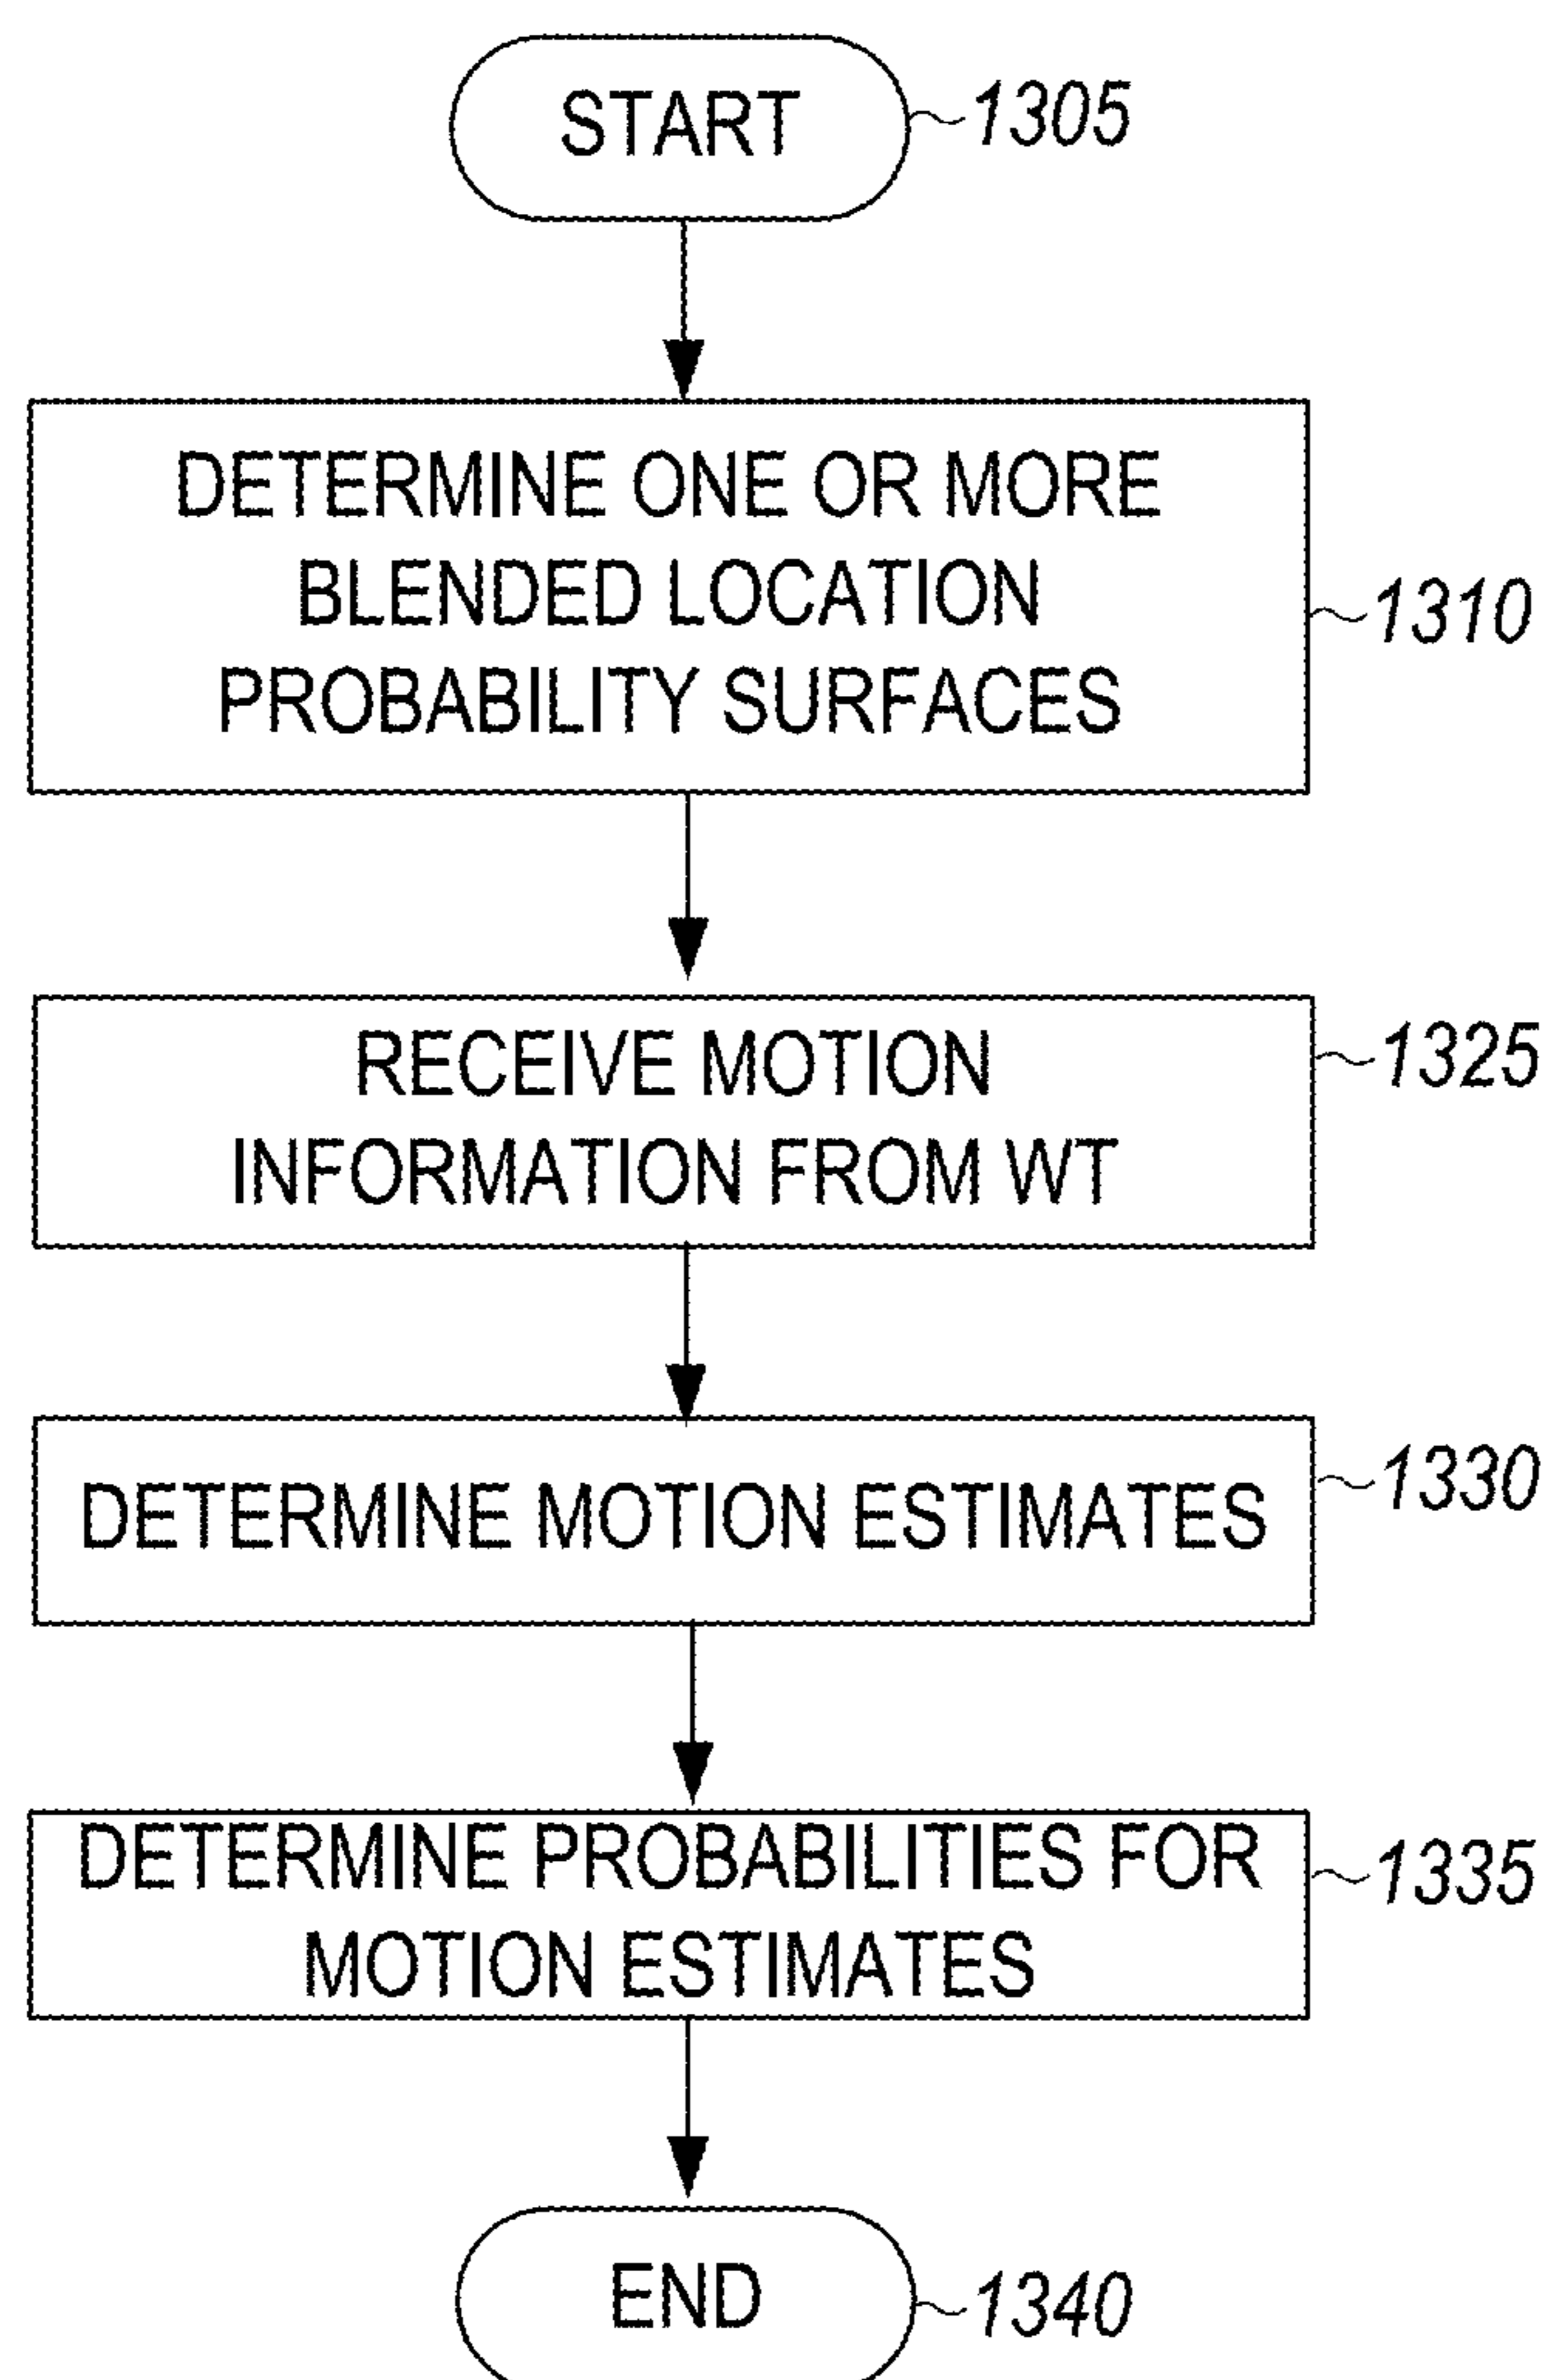 START
1305
DETERMINE ONE OR MORE
BLENDED LOCATION
PROBABILITY SURFACES
1310
RECEIVE MOTION
INFORMATION FROM WT
1325
DETERMINE MOTION ESTIMATES
1330
DETERMINE PROBABILITIES FOR
MOTION ESTIMATES
1335
END
1340